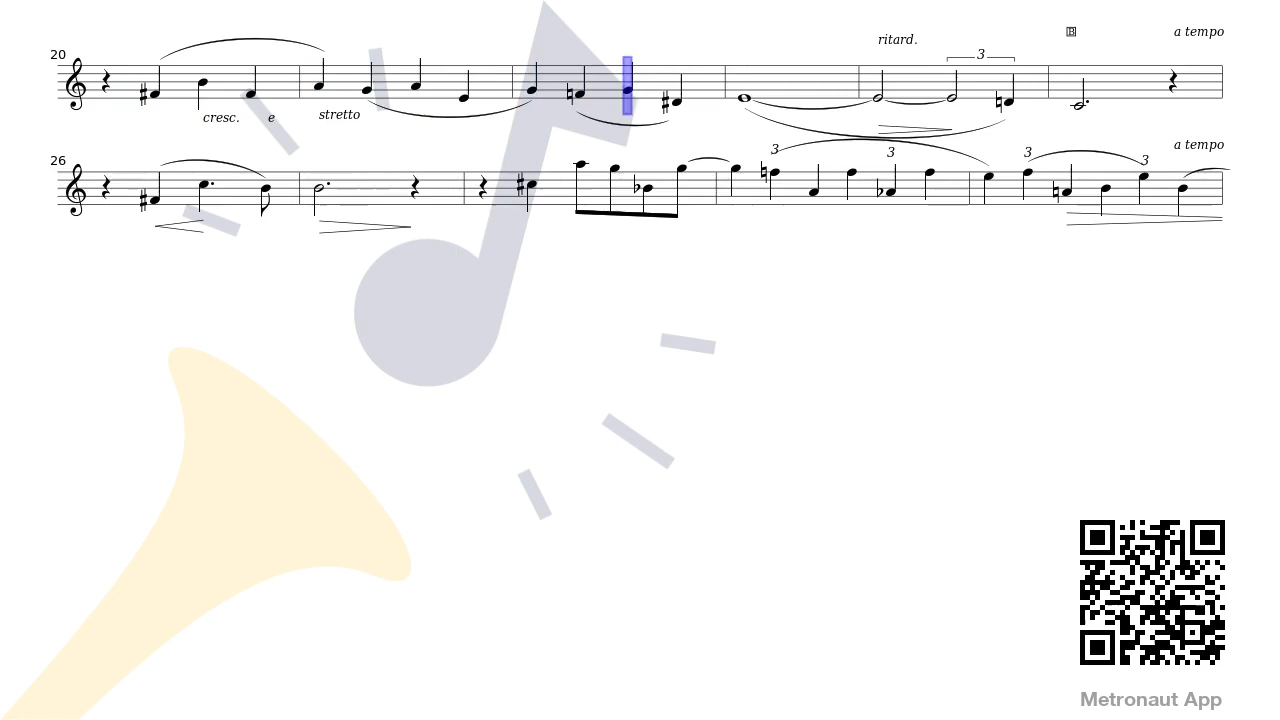 B
a tempo
ritard.
3
20
cresc. e stretto
a tempo
26
3 3 3 3
Metronaut App